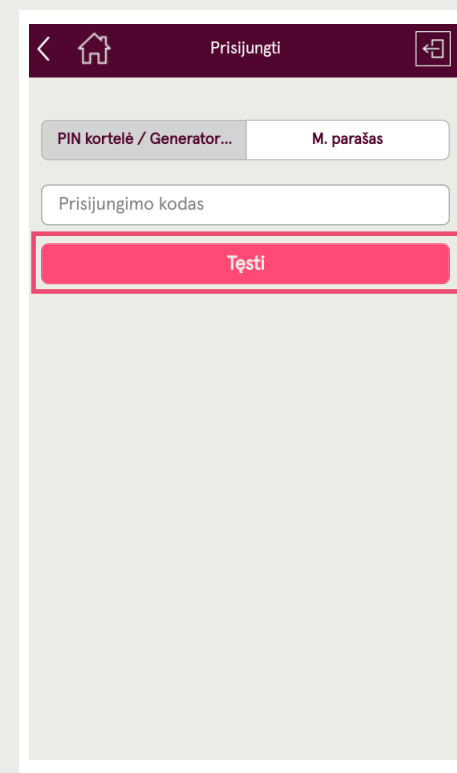 Prisijungti
PIN kortelė / Generator... M. parašas
Prisijungimo kodas
Tęsti